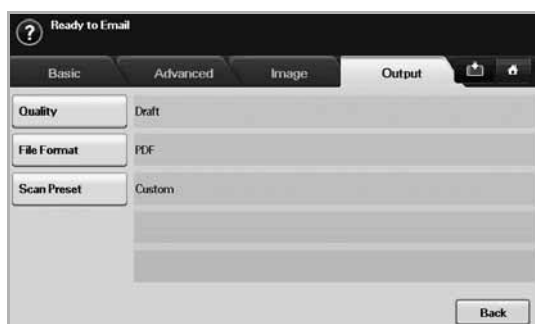 Ready to Email
Basic Advanced Image Output
Quality Draft
File Format PDF
Scan Preset Custom
Back